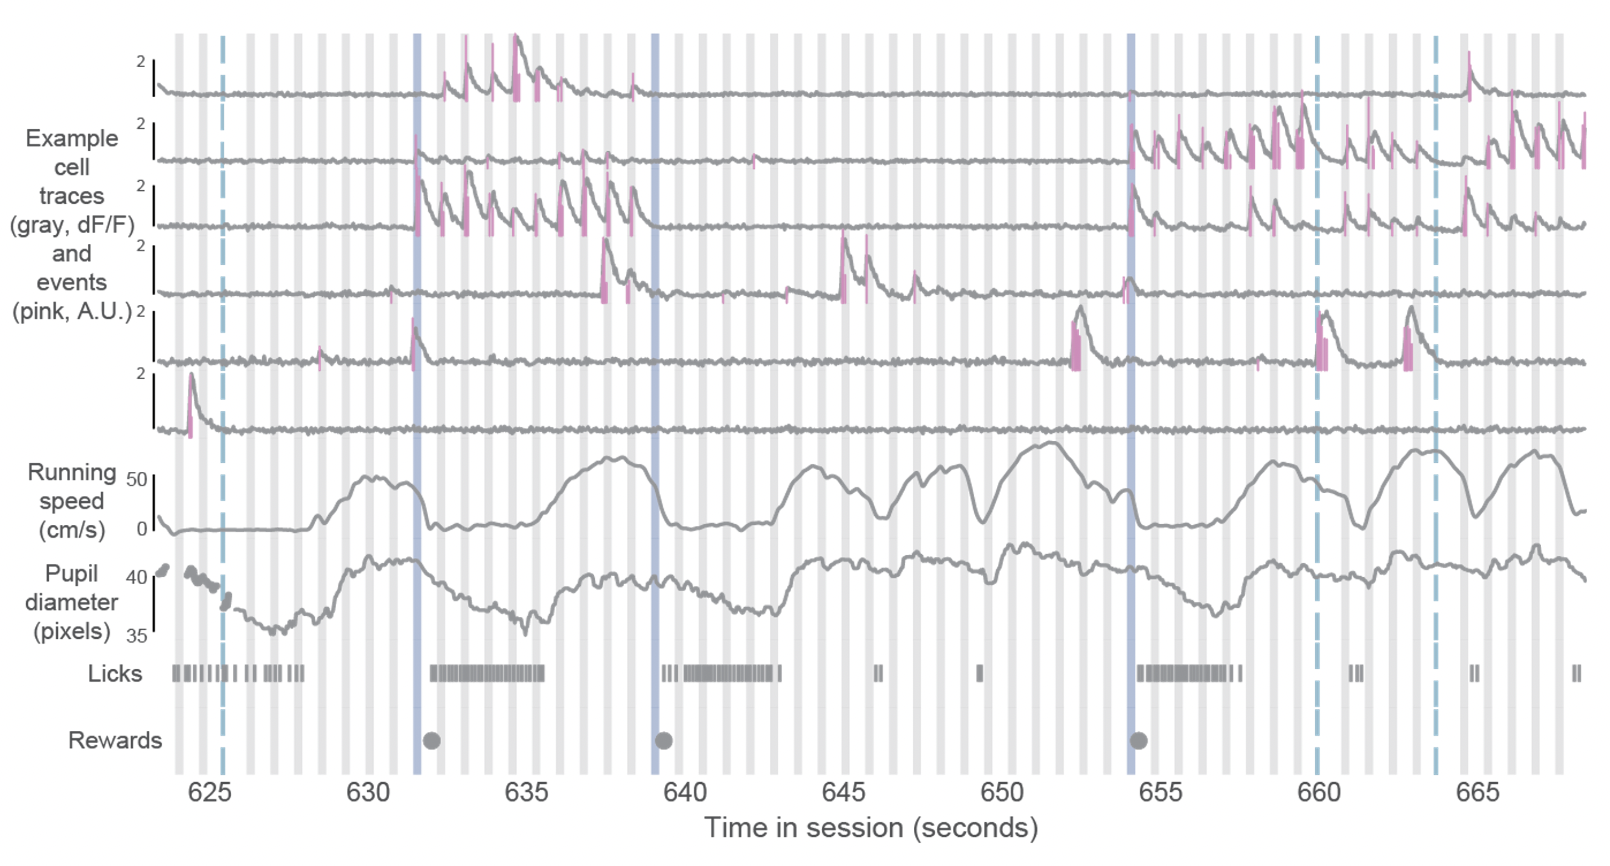 2
2
Example
cell
traces
(gray, dF/F)
and
events
(pink, A.U.)
2
2
2
2
Running
speed
(cm/s)
50
0
Pupil
diameter
(pixels)
40
35
Licks
Rewards
625 630 635 640 645 650 655 660 665
Time in session (seconds)